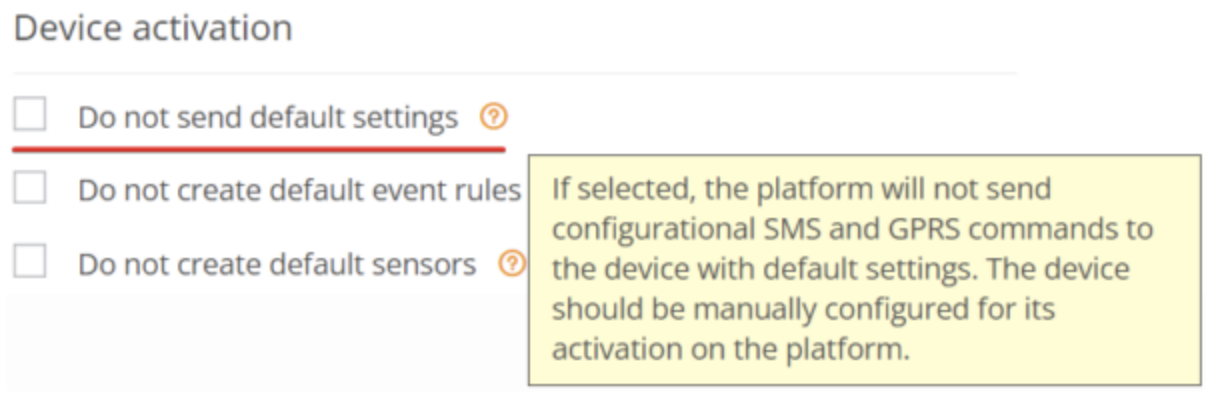 Device activation
Do not send default settings ?
Do not create default event rules
Do not create default sensors ?
If selected, the platform will not send
configurational SMS and GPRS commands to
the device with default settings. The device
should be manually configured for its
activation on the platform.